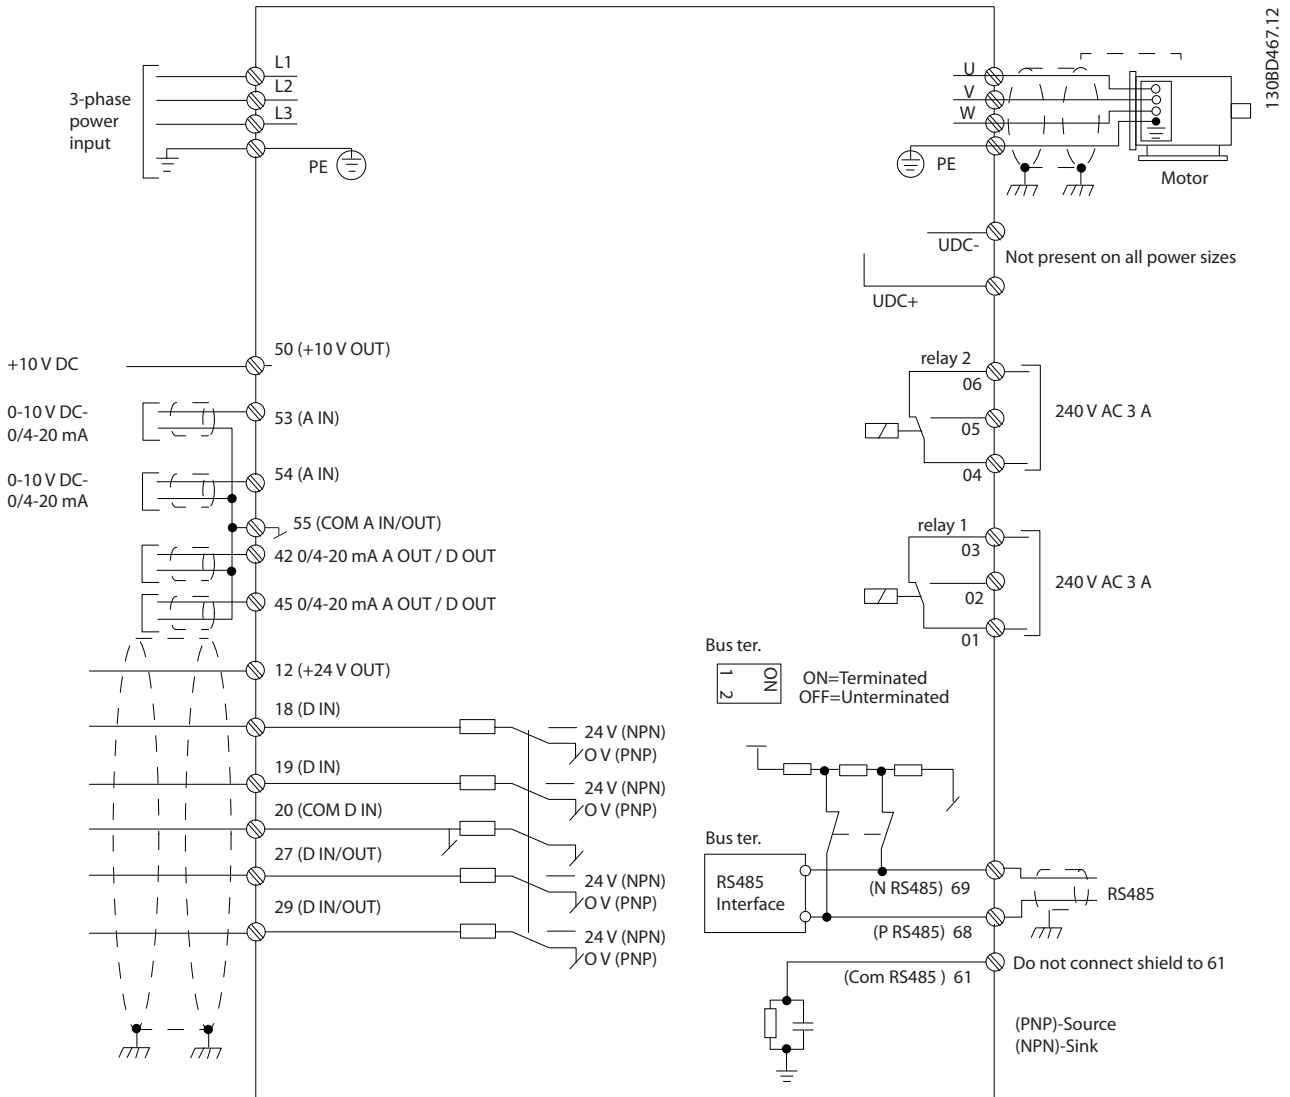 130BD467.12
L1
L2
L3
3-phase
power
input
PE
U
V
W
PE
Motor
UDC-
Not present on all power sizes
UDC+
+10 V DC
50 (+10 V OUT)
0-10 V DC-
0/4-20 mA
53 (A IN)
0-10 V DC-
0/4-20 mA
54 (A IN)
55 (COM A IN/OUT)
42 0/4-20 mA A OUT / D OUT
45 0/4-20 mA A OUT / D OUT
12 (+24 V OUT)
18 (D IN)
24 V (NPN)
O V (PNP)
19 (D IN)
24 V (NPN)
O V (PNP)
20 (COM D IN)
27 (D IN/OUT)
24 V (NPN)
O V (PNP)
29 (D IN/OUT)
24 V (NPN)
O V (PNP)
relay 2
06
05
04
240 V AC 3 A
relay 1
03
02
01
240 V AC 3 A
Bus ter.
1
2
ON
ON=Terminated
OFF=Unterminated
Bus ter.
RS485
Interface
(N RS485) 69
RS485
(P RS485) 68
(Com RS485 ) 61
Do not connect shield to 61
(PNP)-Source
(NPN)-Sink